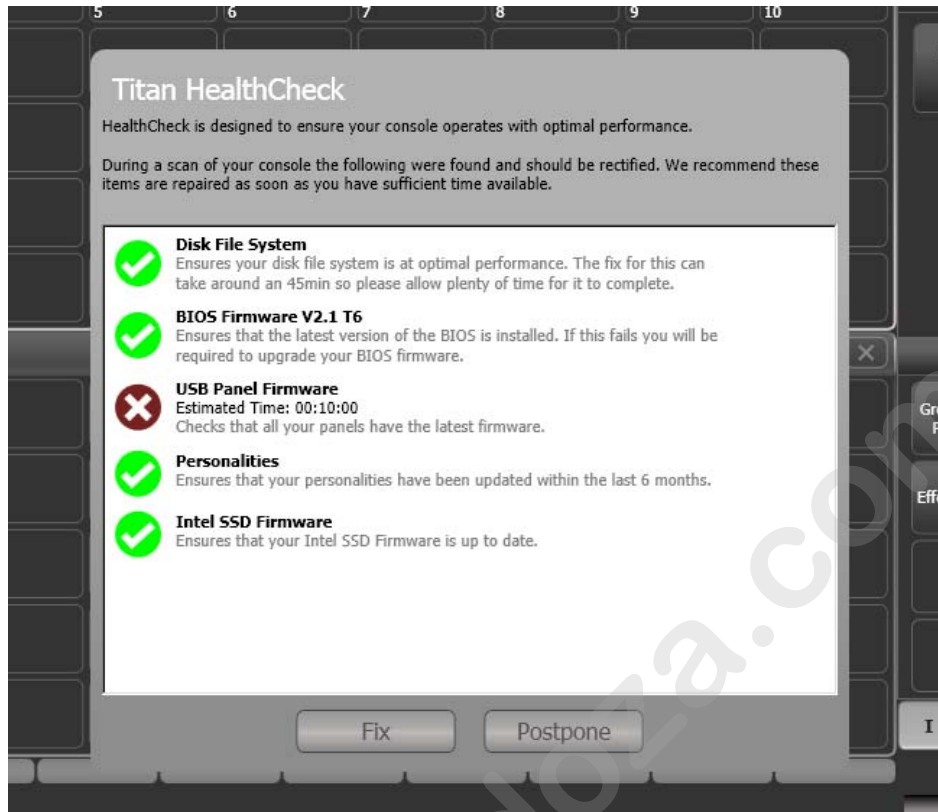 5 6 7 8 9 10
Titan HealthCheck
HealthCheck is designed to ensure your console operates with optimal performance.
During a scan of your console the following were found and should be rectified. We recommend these
items are repaired as soon as you have sufficient time available.
Disk File System
Ensures your disk file system is at optimal performance. The fix for this can
take around an 45min so please allow plenty of time for it to complete.
BIOS Firmware V2.1 T6
Ensures that the latest version of the BIOS is installed. If this fails you will be
required to upgrade your BIOS firmware.
USB Panel Firmware
Estimated Time: 00:10:00
Checks that all your panels have the latest firmware.
Personalities
Ensures that your personalities have been updated within the last 6 months.
Intel SSD Firmware
Ensures that your Intel SSD Firmware is up to date.
Fix Postpone
I
doza.com